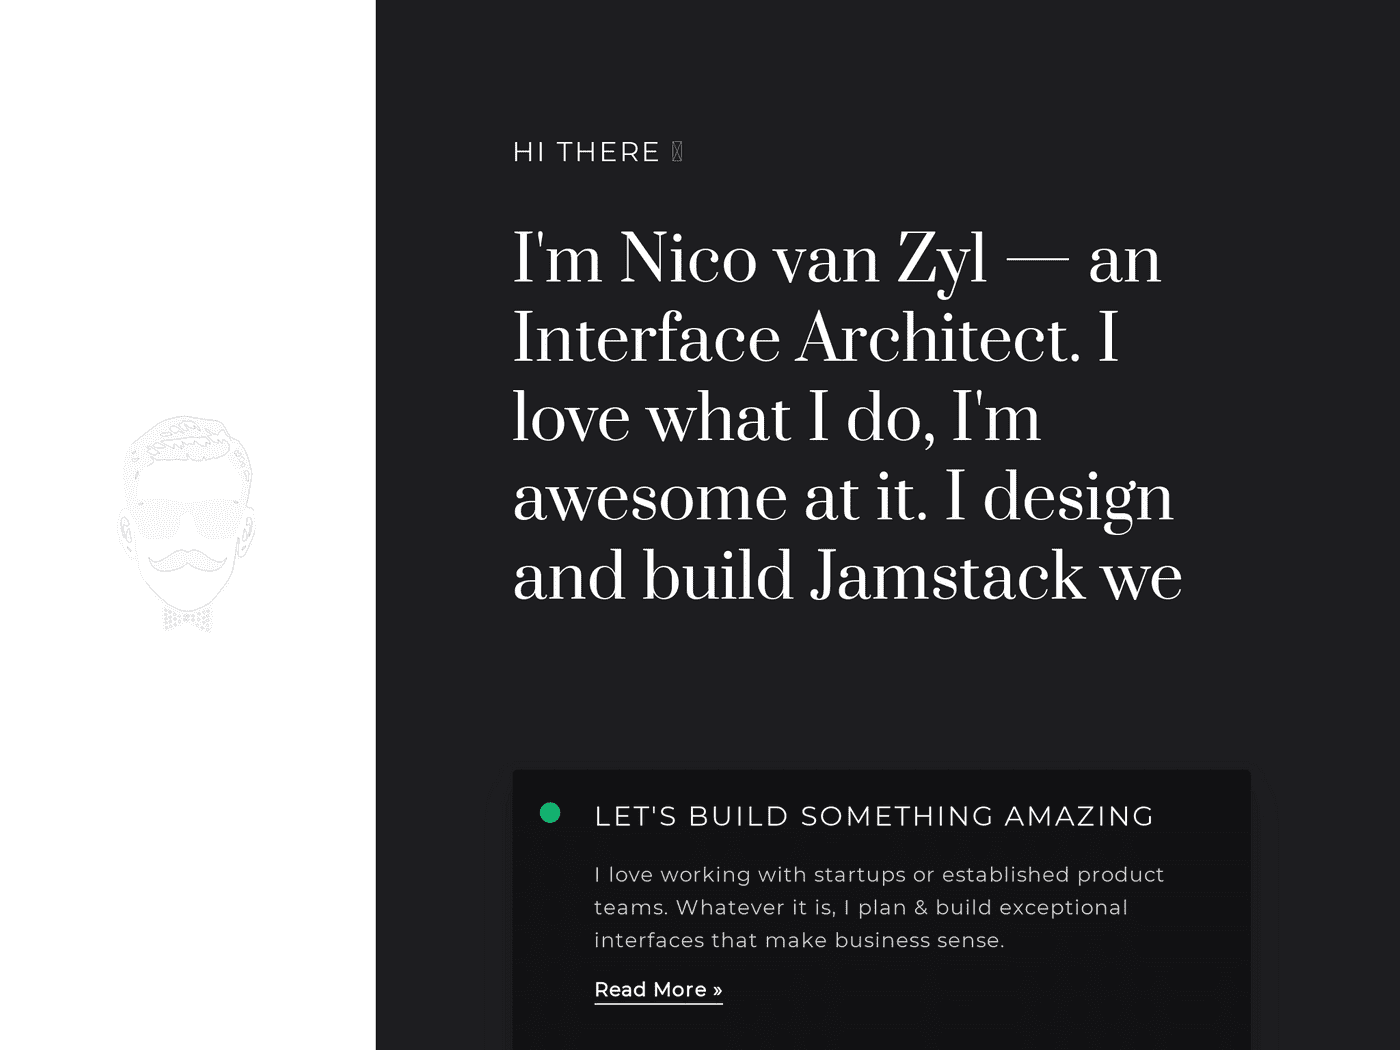 HI THERE
I'm Nico van Zyl — an
Interface Architect. I
love what I do, I'm
awesome at it. I design
and build Jamstack we
LET'S BUILD SOMETHING AMAZING
I love working with startups or established product
teams. Whatever it is, I plan & build exceptional
interfaces that make business sense.
Read More »